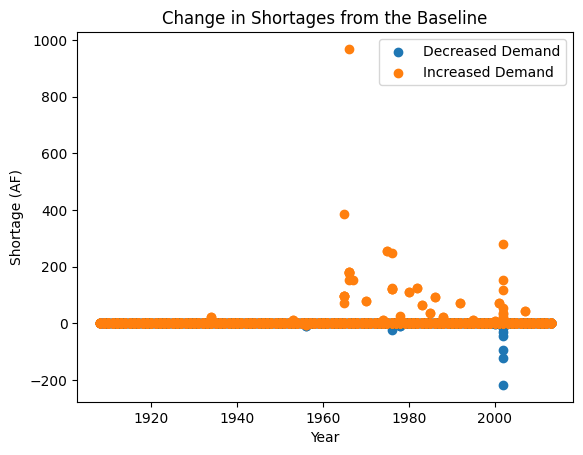 Change in Shortages from the Baseline
Decreased Demand
Increased Demand
Shortage (AF)
1000
800
600
400
200
0
−200
1920
1940
1960
1980
2000
Year